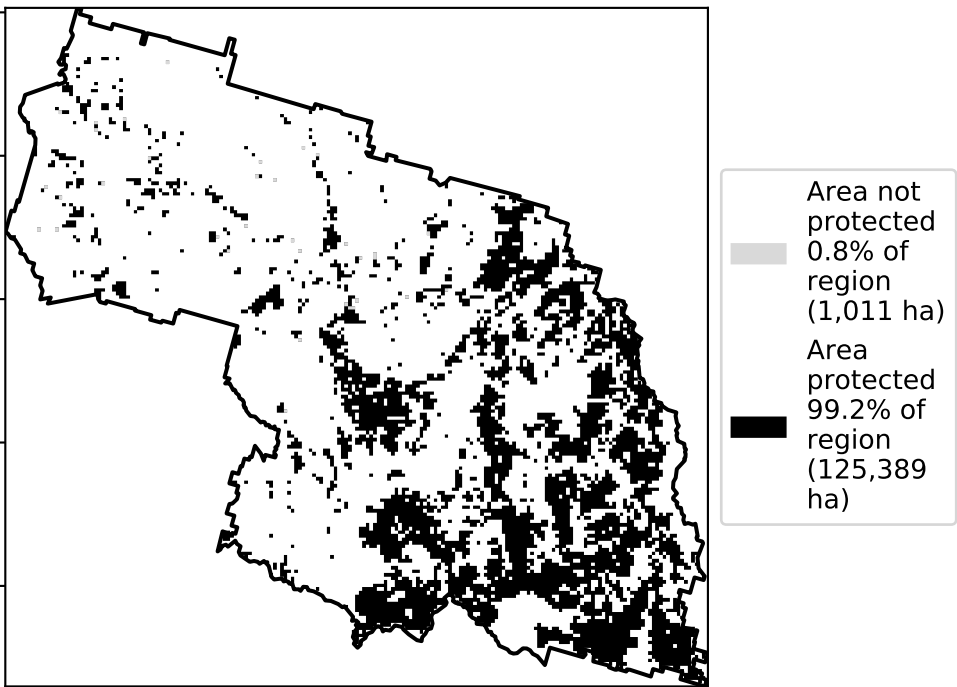 Area not
protected
0.8% of
region
(1,011 ha)
Area
protected
99.2% of
region
(125,389
ha)